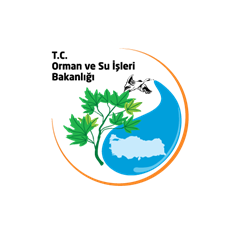 T.C.
Orman ve Su İşleri
Bakanlığı